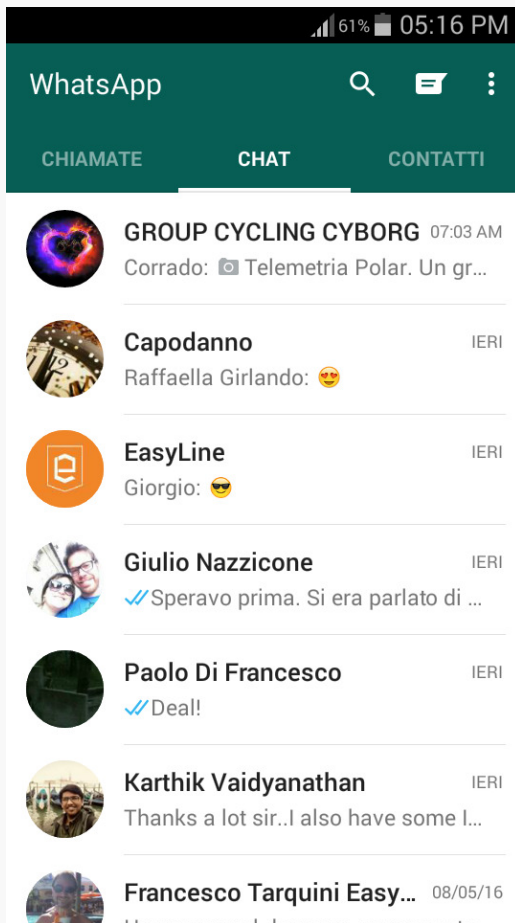 61% 05:16 PM
WhatsApp
CHIAMATE CHAT CONTATTI
GROUP CYCLING CYBORG 07:03 AM
Corrado: Telemetria Polar. Un gr...
Capodanno IERI
Raffaella Girlando: 😍
EasyLine IERI
Giorgio: 😎
Giulio Nazzicone IERI
Speravo prima. Si era parlato di ...
Paolo Di Francesco IERI
Deal!
Karthik Vaidyanathan IERI
Thanks a lot sir..I also have some I...
Francesco Tarquini Easy... 08/05/16